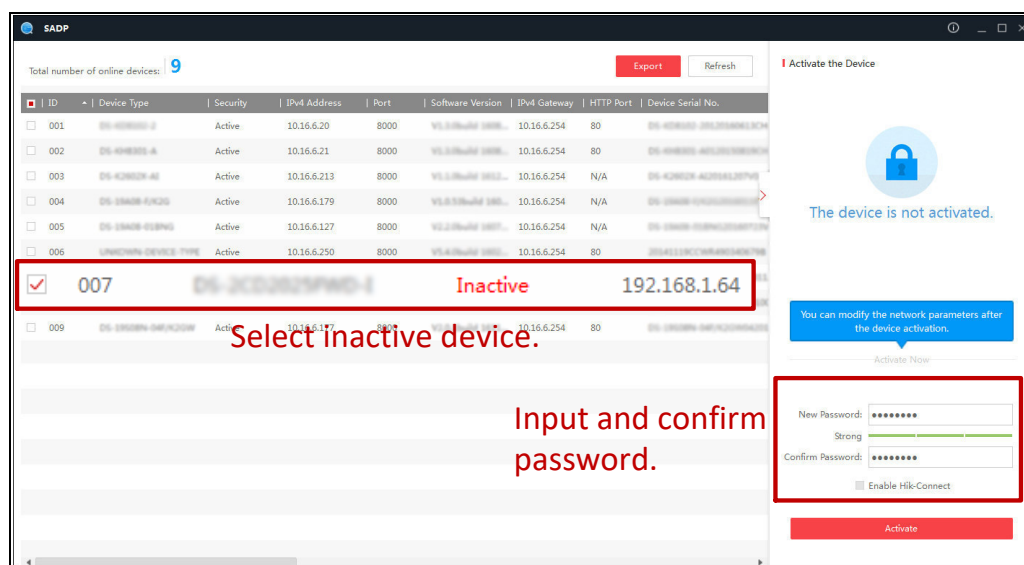 SADP
Total number of online devices: 9
Export Refresh
Activate the Device
ID Device Type Security IPv4 Address Port Software Version IPv4 Gateway HTTP Port Device Serial No.
001 Active 10.16.6.20 8000 10.16.6.254 80
002 Active 10.16.6.21 8000 10.16.6.254 80
003 Active 10.16.6.213 8000 10.16.6.254 N/A
004 Active 10.16.6.179 8000 10.16.6.254 N/A
005 Active 10.16.6.127 8000 10.16.6.254 N/A
006 Active 10.16.6.250 8000 10.16.6.254 80
The device is not activated.
007 Inactive 192.168.1.64
009 Active 8000 10.16.6.254 80
Select inactive device.
You can modify the network parameters after
the device activation.
Activate Now
Input and confirm
password.
New Password: ●●●●●●●●
Strong
Confirm Password: ●●●●●●●●
Enable Hik-Connect
Activate